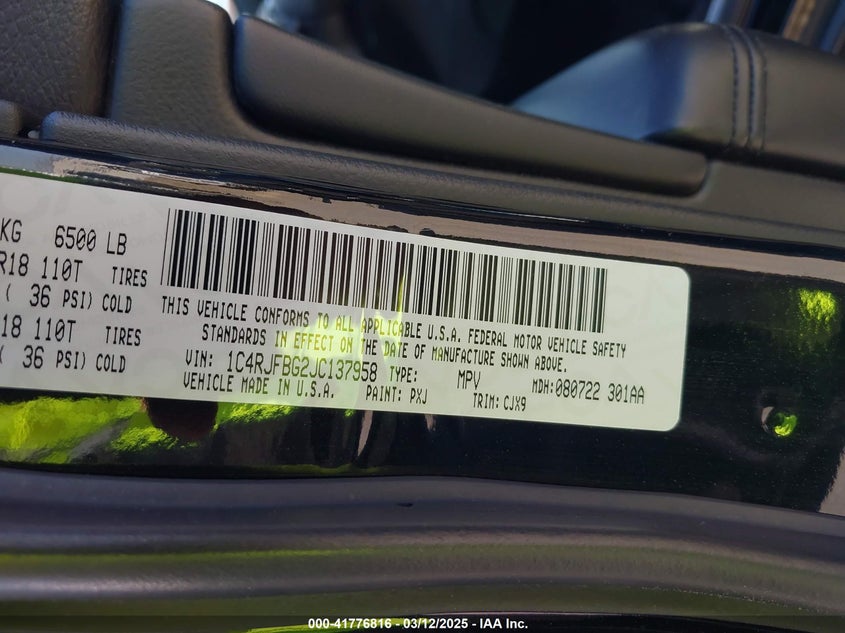 KG 6500 LB
R18 110T TIRES
( 36 PSI) COLD
18 110T TIRES
( 36 PSI) COLD
THIS VEHICLE CONFORMS TO ALL APPLICABLE U.S.A. FEDERAL MOTOR VEHICLE SAFETY
STANDARDS IN EFFECT ON THE DATE OF MANUFACTURE SHOWN ABOVE.
VIN: 1C4RJFBG2JC137958 TYPE: MPV MDH:080722 301AA
VEHICLE MADE IN U.S.A. PAINT: PXJ TRIM: CJX9
000-41776816 - 03/12/2025 - IAA Inc.